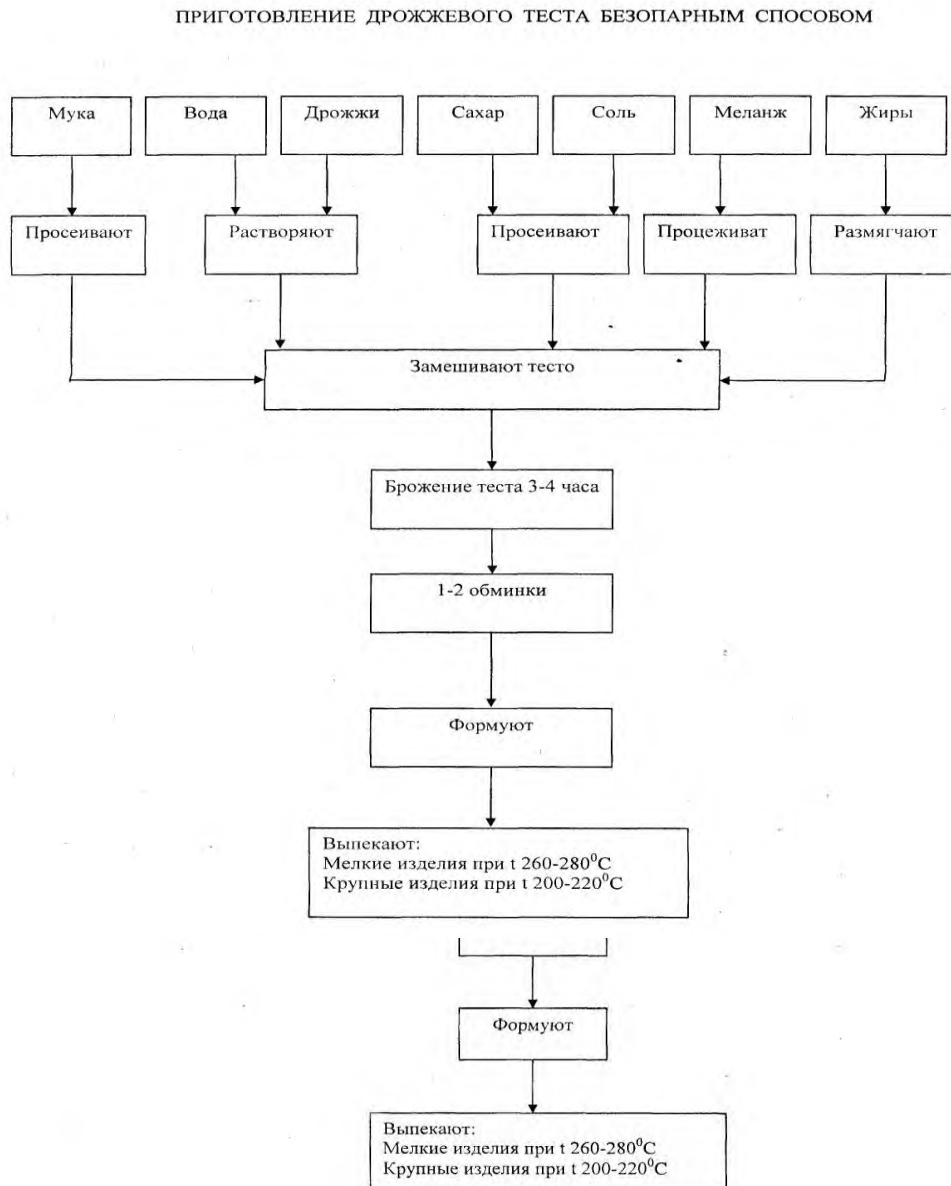 ПРИГОТОВЛЕНИЕ ДРОЖЖЕВОГО ТЕСТА БЕЗОПАРНЫМ СПОСОБОМ
Мука
Вода
Дрожжи
Сахар
Соль
Меланж
Жиры
Просеивают
Растворяют
Просеивают
Процеживат
Размягчают
Замешивают тесто
Брожение теста 3-4 часа
1-2 обминки
Формуют
Выпекают:
Мелкие изделия при t 260-280⁰С
Крупные изделия при t 200-220⁰С
Формуют
Выпекают:
Мелкие изделия при t 260-280⁰С
Крупные изделия при t 200-220⁰С